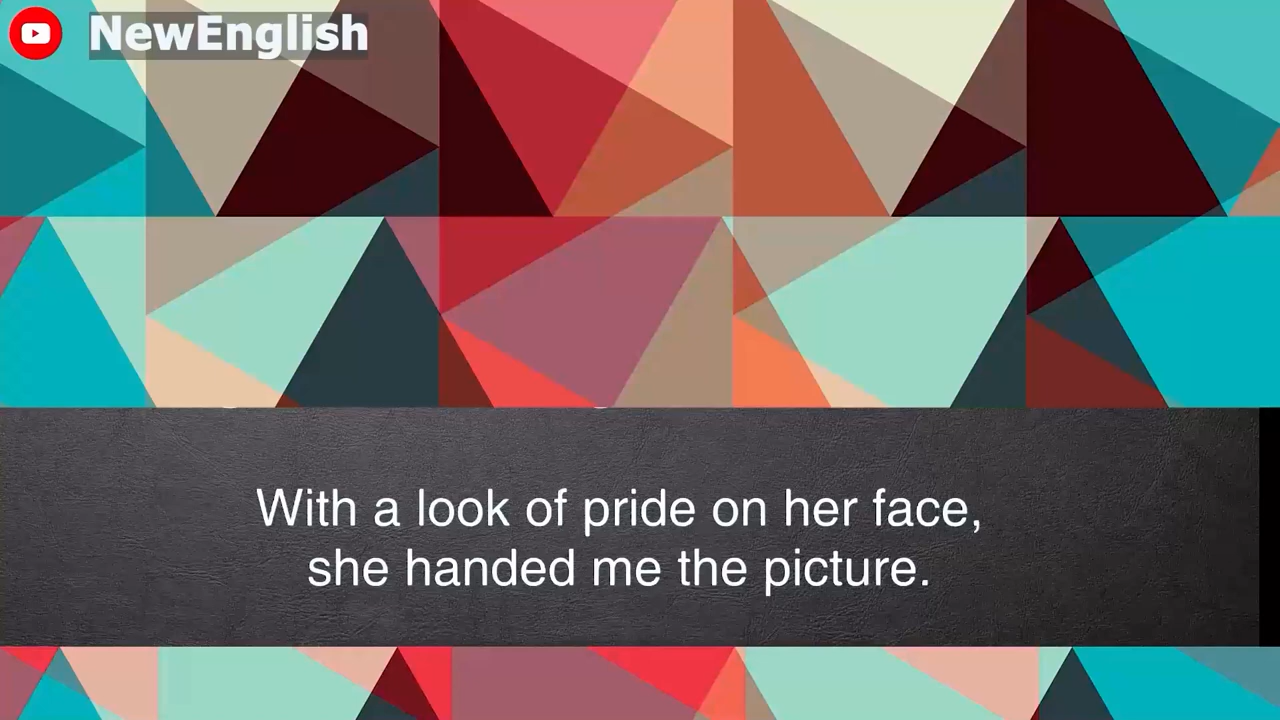 NewEnglish
With a look of pride on her face,
she handed me the picture.